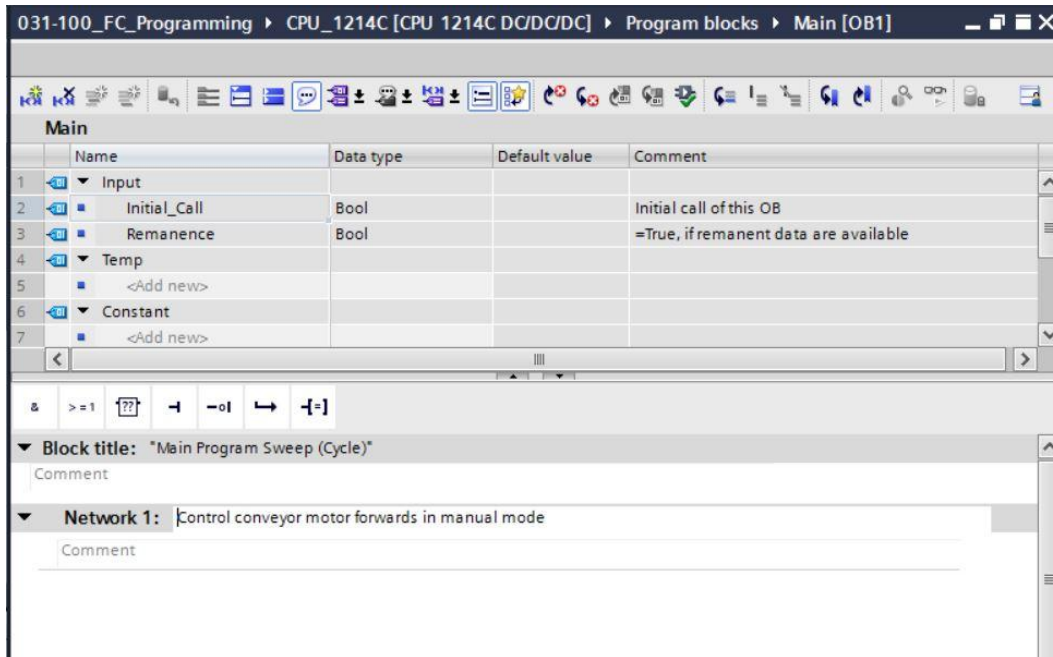 031-100_FC_Programming ▸ CPU_1214C [CPU 1214C DC/DC/DC] ▸ Program blocks ▸ Main [OB1]
Main
Name Data type Default value Comment
1 Input
2 Initial_Call Bool Initial call of this OB
3 Remanence Bool =True, if remanent data are available
4 Temp
5 <Add new>
6 Constant
7 <Add new>
& >=1 ??
Block title: "Main Program Sweep (Cycle)"
Comment
Network 1: Control conveyor motor forwards in manual mode
Comment